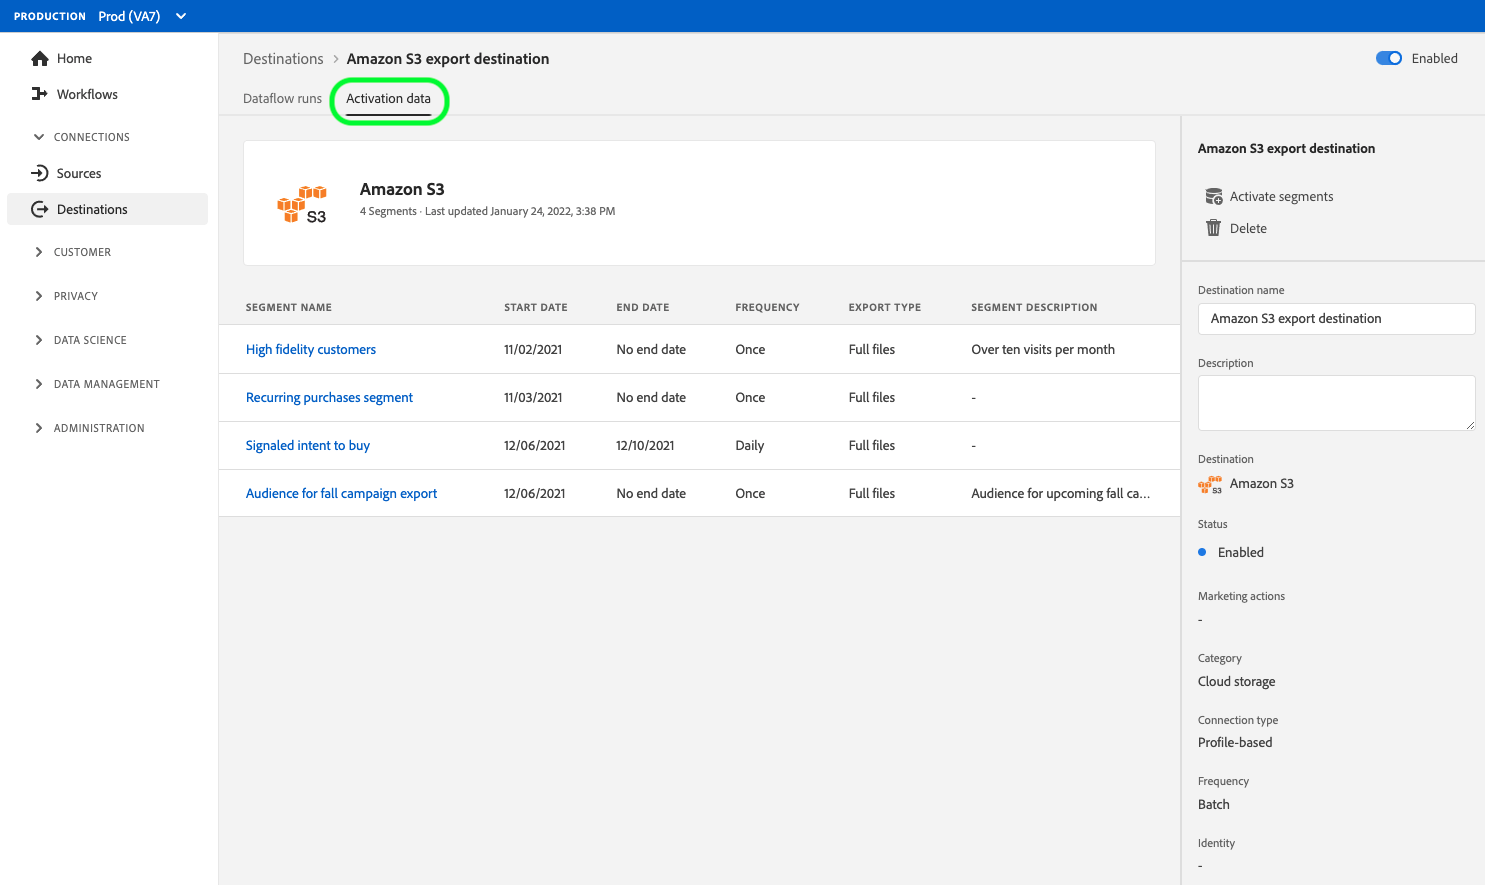 PRODUCTION Prod (VA7)
Home
Workflows
CONNECTIONS
Sources
Destinations
CUSTOMER
PRIVACY
DATA SCIENCE
DATA MANAGEMENT
ADMINISTRATION
Destinations > Amazon S3 export destination
Enabled
Dataflow runs Activation data
S3
Amazon S3
4 Segments · Last updated January 24, 2022, 3:38 PM
SEGMENT NAME START DATE END DATE FREQUENCY EXPORT TYPE SEGMENT DESCRIPTION
High fidelity customers 11/02/2021 No end date Once Full files Over ten visits per month
Recurring purchases segment 11/03/2021 No end date Once Full files -
Signaled intent to buy 12/06/2021 12/10/2021 Daily Full files -
Audience for fall campaign export 12/06/2021 No end date Once Full files Audience for upcoming fall ca...
Amazon S3 export destination
Activate segments
Delete
Destination name
Amazon S3 export destination
Description
Destination
S3 Amazon S3
Status
Enabled
Marketing actions
-
Category
Cloud storage
Connection type
Profile-based
Frequency
Batch
Identity
-